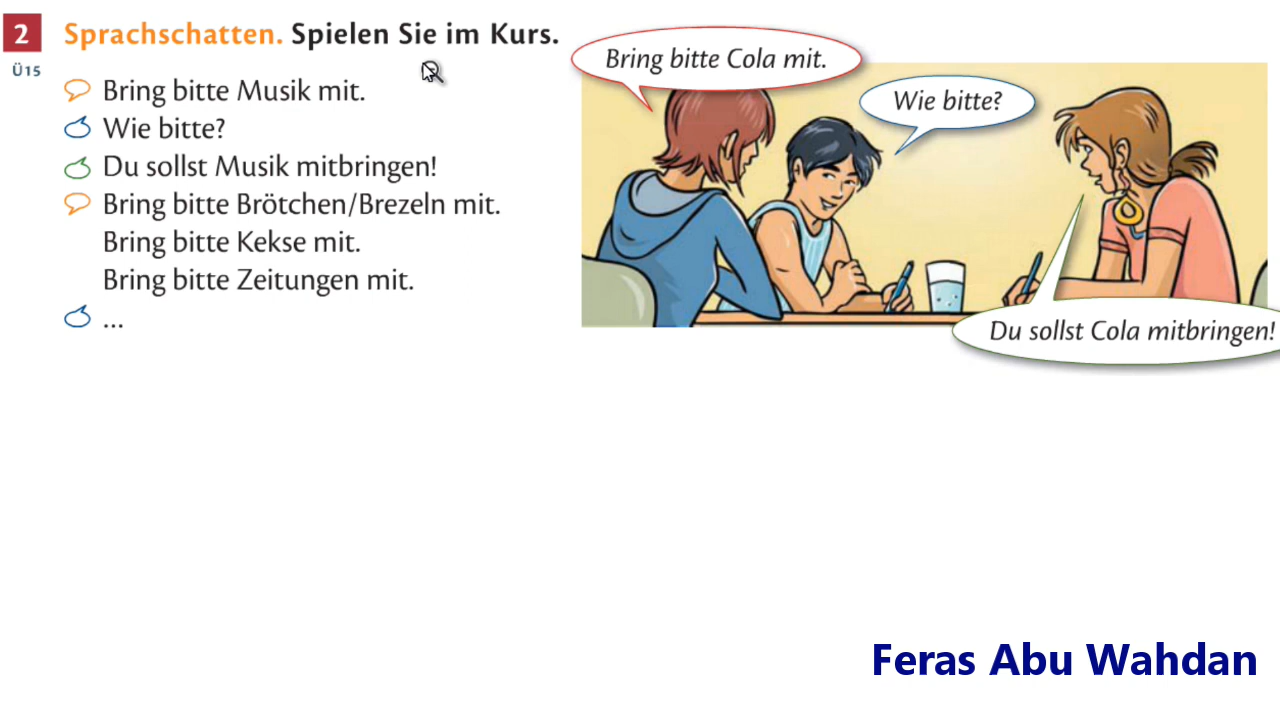 2 Sprachschatten. Spielen Sie im Kurs.
Ü15
Bring bitte Musik mit.
Wie bitte?
Du sollst Musik mitbringen!
Bring bitte Brötchen/Brezeln mit.
Bring bitte Kekse mit.
Bring bitte Zeitungen mit.
...
Bring bitte Cola mit.
Wie bitte?
Du sollst Cola mitbringen!
Feras Abu Wahdan